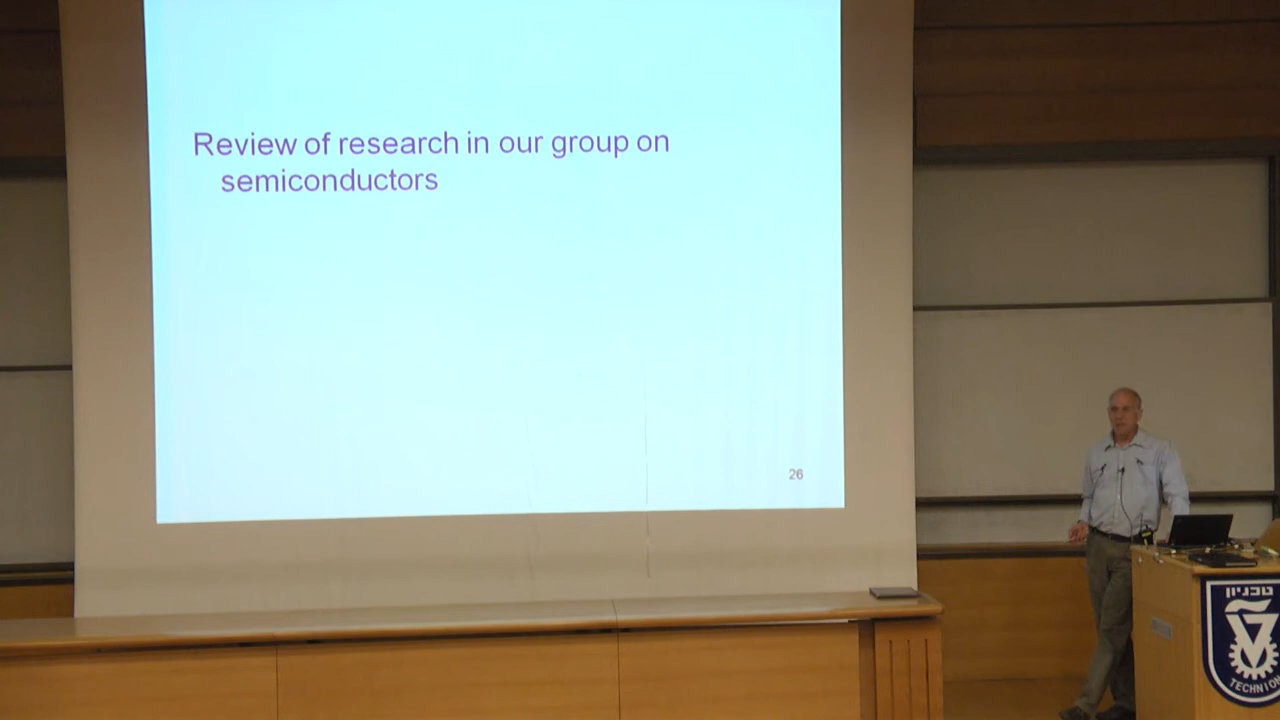 Review of research in our group on
semiconductors
26
טכניון
TECHNION